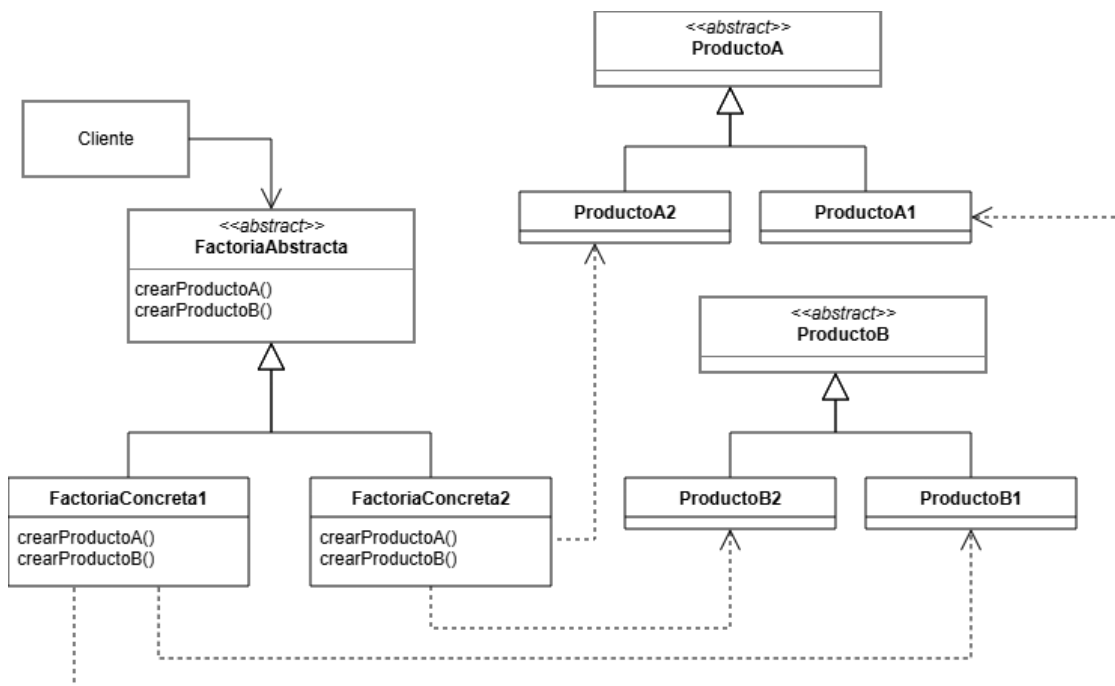 <<abstract>>
ProductoA
Cliente
ProductoA2
ProductoA1
<<abstract>>
FactoriaAbstracta
crearProductoA()
crearProductoB()
<<abstract>>
ProductoB
FactoriaConcreta1
crearProductoA()
crearProductoB()
FactoriaConcreta2
crearProductoA()
crearProductoB()
ProductoB2
ProductoB1